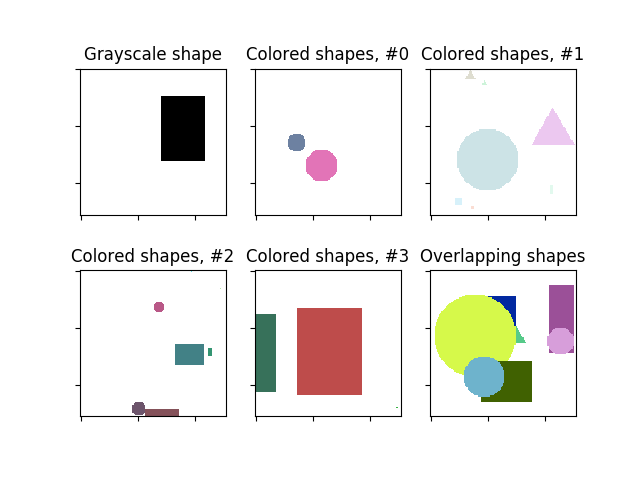 Grayscale shape
Colored shapes, #0
Colored shapes, #1
Colored shapes, #2
Colored shapes, #3
Overlapping shapes